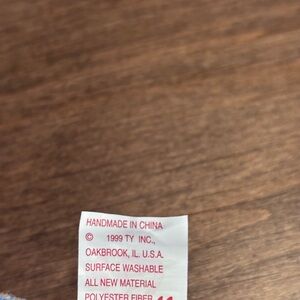 HANDMADE IN CHINA
© 1999 TY INC.,
OAKBROOK, IL. U.S.A.
SURFACE WASHABLE
ALL NEW MATERIAL
POLYESTER FIBER